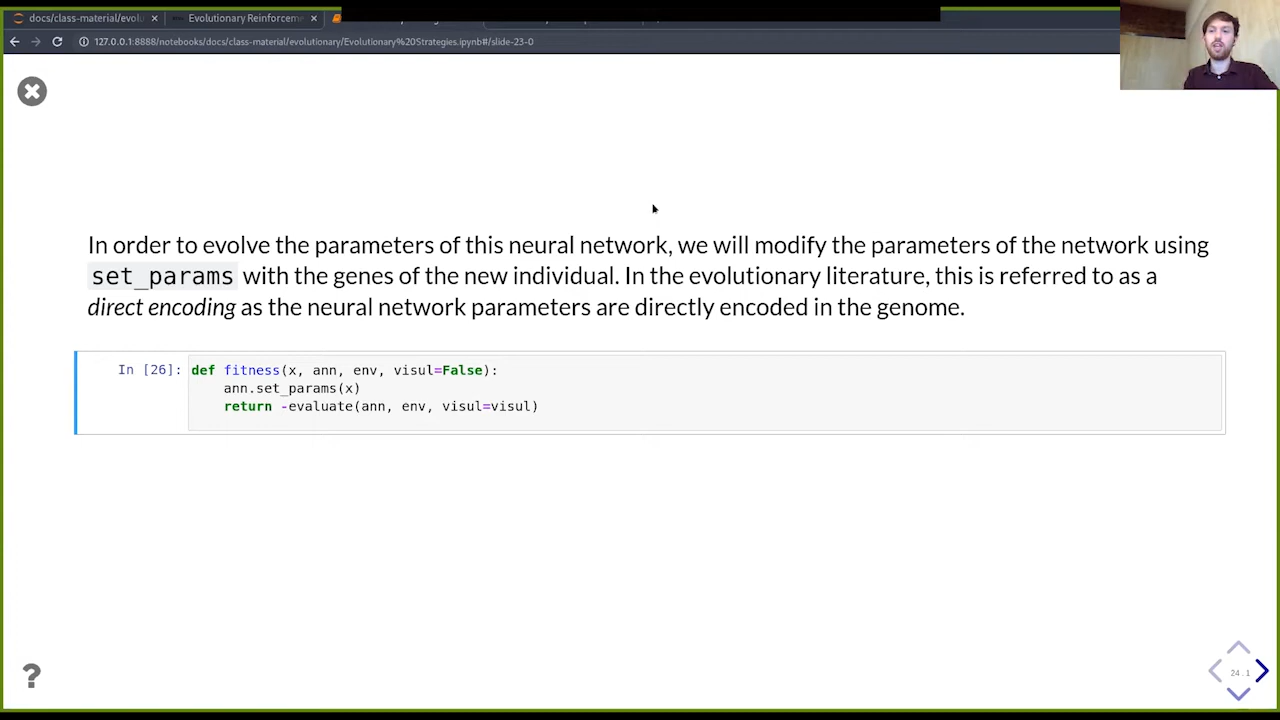 docs/class-material/evolu
Evolutionary Reinforceme
127.0.0.1:8888/notebooks/docs/class-material/evolutionary/Evolutionary%20Strategies.ipynb#/slide-23-0
In order to evolve the parameters of this neural network, we will modify the parameters of the network using
set_params with the genes of the new individual. In the evolutionary literature, this is referred to as a
direct encoding as the neural network parameters are directly encoded in the genome.
In [26]: def fitness(x, ann, env, visul=False):
ann.set_params(x)
return -evaluate(ann, env, visul=visul)
?
24.1